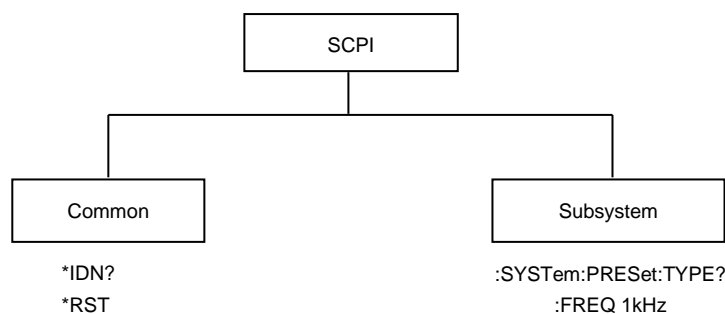 SCPI
Common
Subsystem
*IDN?
:SYSTem:PRESet:TYPE?
*RST
:FREQ 1kHz